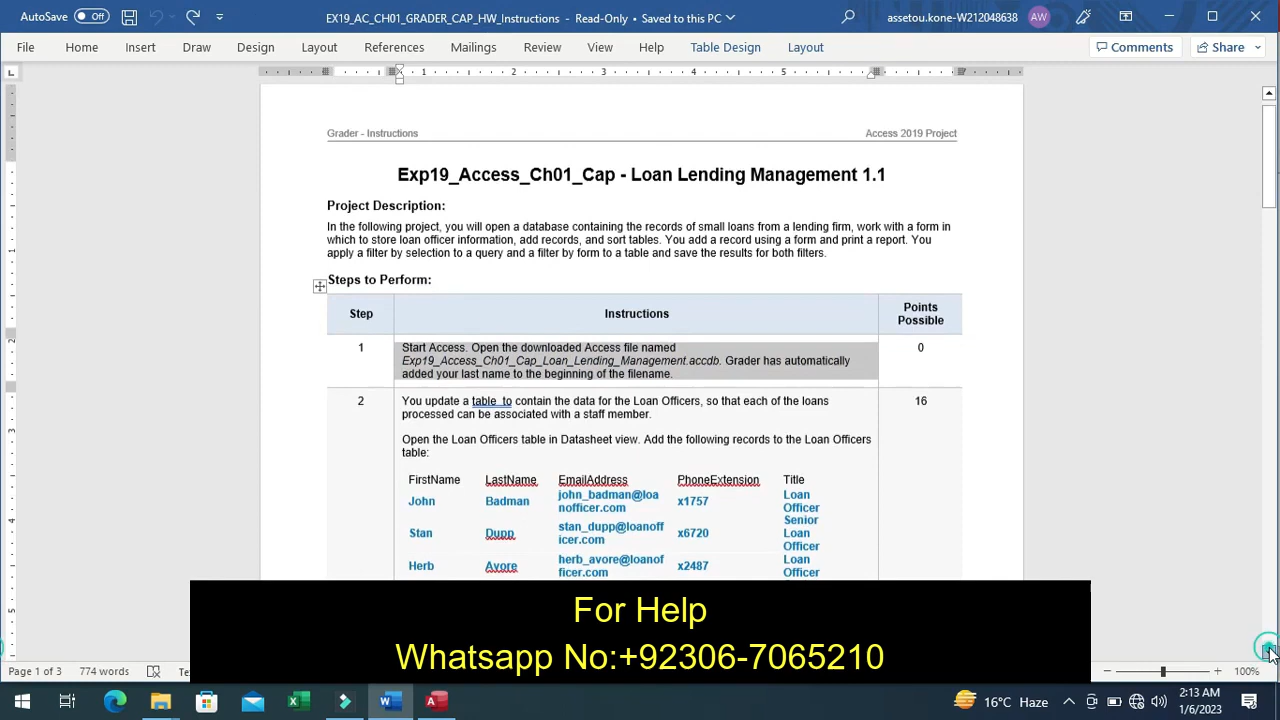 AutoSave Off EX19_AC_CH01_GRADER_CAP_HW_Instructions - Read-Only • Saved to this PC assetou.kone-W212048638 AW
File Home Insert Draw Design Layout References Mailings Review View Help Table Design Layout Comments Share
1 2 3 4 5
Grader - Instructions Access 2019 Project
Exp19_Access_Ch01_Cap - Loan Lending Management 1.1
Project Description:
In the following project, you will open a database containing the records of small loans from a lending firm, work with a form in
which to store loan officer information, add records, and sort tables. You add a record using a form and print a report. You
apply a filter by selection to a query and a filter by form to a table and save the results for both filters.
Steps to Perform:
Step Instructions Points Possible
1 Start Access. Open the downloaded Access file named 0
Exp19_Access_Ch01_Cap_Loan_Lending_Management.accdb. Grader has automatically
added your last name to the beginning of the filename.
2 You update a table to contain the data for the Loan Officers, so that each of the loans 16
processed can be associated with a staff member.
Open the Loan Officers table in Datasheet view. Add the following records to the Loan Officers
table:
FirstName LastName EmailAddress PhoneExtension Title
John Badman john_badman@loa x1757 Loan
nofficer.com Officer
Stan Dupp stan_dupp@loanoff x6720 Senior
icer.com Loan
Officer
Herb Avore herb_avore@loanof x2487 Loan
ficer.com Officer
For Help
Whatsapp No:+92306-7065210
Page 1 of 3 774 words 100%
16°C Haze 2:13 AM
1/6/2023